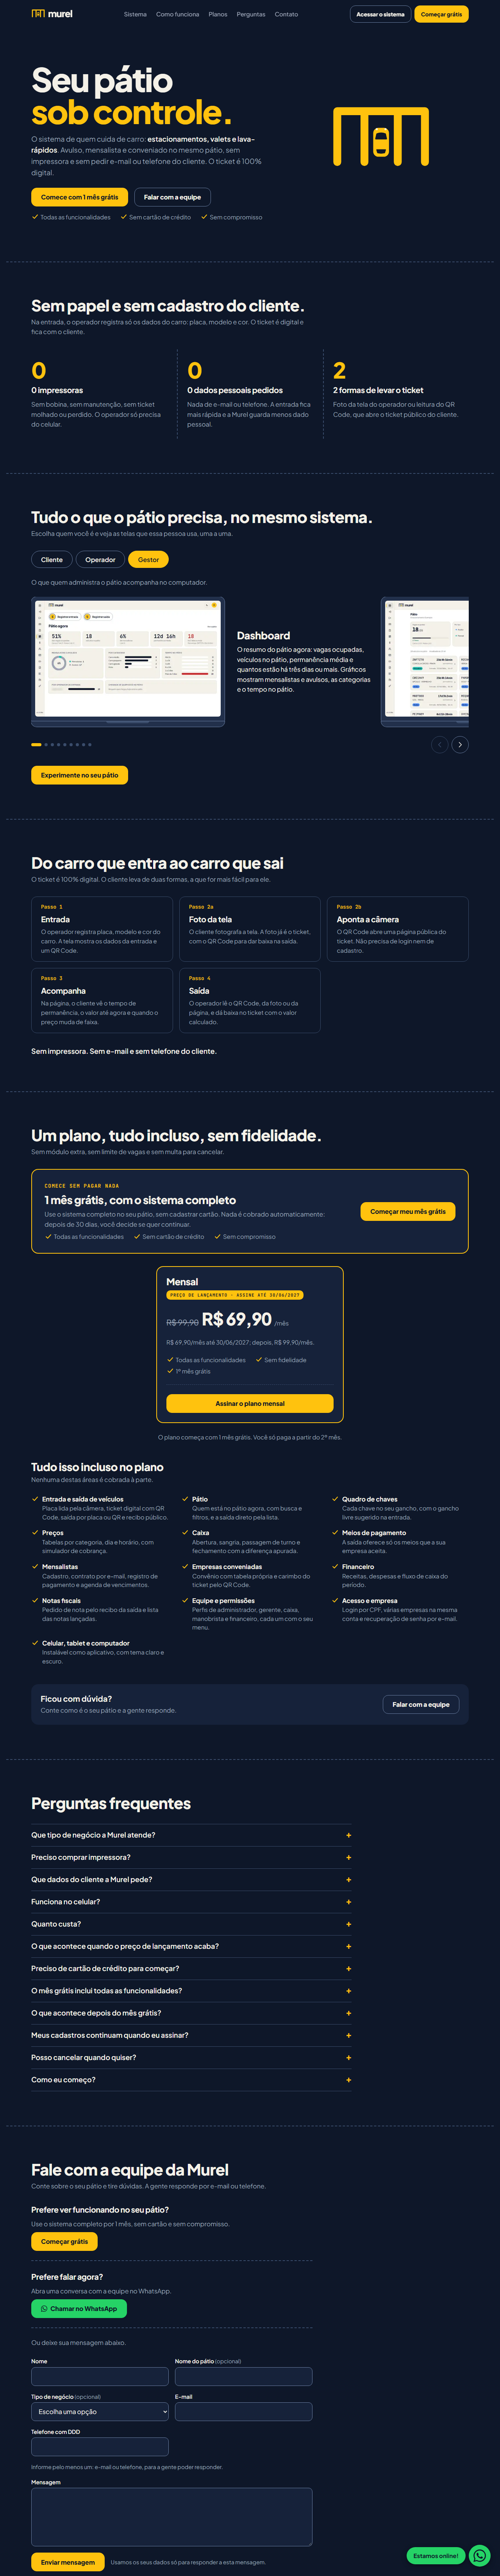 murel
Sistema Como funciona Planos Perguntas Contato
Acessar o sistema
Começar grátis
Seu pátio
sob controle.
O sistema de quem cuida de carro: estacionamentos, valets e lava-
rápidos. Avulso, mensalista e conveniado no mesmo pátio, sem
impressora e sem pedir e-mail ou telefone do cliente. O ticket é 100%
digital.
Comece com 1 mês grátis
Falar com a equipe
Todas as funcionalidades Sem cartão de crédito Sem compromisso
Sem papel e sem cadastro do cliente.
Na entrada, o operador registra só os dados do carro: placa, modelo e cor. O ticket é digital e
fica com o cliente.
0
0 impressoras
Sem bobina, sem manutenção, sem ticket
molhado ou perdido. O operador só precisa
do celular.
0
0 dados pessoais pedidos
Nada de e-mail ou telefone. A entrada fica
mais rápida e a Murel guarda menos dado
pessoal.
2
2 formas de levar o ticket
Foto da tela do operador ou leitura do QR
Code, que abre o ticket público do cliente.
Tudo o que o pátio precisa, no mesmo sistema.
Escolha quem você é e veja as telas que essa pessoa usa, uma a uma.
Cliente
Operador
Gestor
O que quem administra o pátio acompanha no computador.
murel
Pátio agora
51%
18
6%
12d 16h
18
Dashboard
O resumo do pátio agora: vagas ocupadas,
veículos no pátio, permanência média e
quantos estão há três dias ou mais. Gráficos
mostram mensalistas e avulsos, as categorias
e o tempo no pátio.
murel
Pátio
18
Experimente no seu pátio
Do carro que entra ao carro que sai
O ticket é 100% digital. O cliente leva de duas formas, a que for mais fácil para ele.
Passo 1
Entrada
O operador registra placa, modelo e cor do
carro. A tela mostra os dados da entrada e
um QR Code.
Passo 2a
Foto da tela
O cliente fotografa a tela. A foto já é o ticket,
com o QR Code para dar baixa na saída.
Passo 2b
Aponta a câmera
O QR Code abre uma página pública do
ticket. Não precisa de login nem de
cadastro.
Passo 3
Acompanha
Na página, o cliente vê o tempo de
permanência, o valor até agora e quando o
preço muda de faixa.
Passo 4
Saída
O operador lê o QR Code, da foto ou da
página, e dá baixa no ticket com o valor
calculado.
Sem impressora. Sem e-mail e sem telefone do cliente.
Um plano, tudo incluso, sem fidelidade.
Sem módulo extra, sem limite de vagas e sem multa para cancelar.
COMECE SEM PAGAR NADA
1 mês grátis, com o sistema completo
Use o sistema completo no seu pátio, sem cadastrar cartão. Nada é cobrado automaticamente:
depois de 30 dias, você decide se quer continuar.
Todas as funcionalidades Sem cartão de crédito Sem compromisso
Começar meu mês grátis
Mensal
PREÇO DE LANÇAMENTO · ASSINE ATÉ 30/06/2027
R$ 99,90 R$ 69,90 /mês
R$ 69,90/mês até 30/06/2027; depois, R$ 99,90/mês.
Todas as funcionalidades Sem fidelidade
1º mês grátis
Assinar o plano mensal
O plano começa com 1 mês grátis. Você só paga a partir do 2º mês.
Tudo isso incluso no plano
Nenhuma destas áreas é cobrada à parte.
Entrada e saída de veículos
Placa lida pela câmera, ticket digital com QR
Code, saída por placa ou QR e recibo público.
Pátio
Quem está no pátio agora, com busca e
filtros, e a saída direto pela lista.
Quadro de chaves
Cada chave no seu gancho, com o gancho
livre sugerido na entrada.
Preços
Tabelas por categoria, dia e horário, com
simulador de cobrança.
Caixa
Abertura, sangria, passagem de turno e
fechamento com a diferença apurada.
Meios de pagamento
A saída oferece só os meios que a sua
empresa aceita.
Mensalistas
Cadastro, contrato por e-mail, registro de
pagamento e agenda de vencimentos.
Empresas conveniadas
Convênio com tabela própria e carimbo do
ticket pelo QR Code.
Financeiro
Receitas, despesas e fluxo de caixa do
período.
Notas fiscais
Pedido de nota pelo recibo da saída e lista
das notas lançadas.
Equipe e permissões
Perfis de administrador, gerente, caixa,
manobrista e financeiro, cada um com o seu
menu.
Acesso e empresa
Login por CPF, várias empresas na mesma
conta e recuperação de senha por e-mail.
Celular, tablet e computador
Instalável como aplicativo, com tema claro e
escuro.
Ficou com dúvida?
Conte como é o seu pátio e a gente responde.
Falar com a equipe
Perguntas frequentes
Que tipo de negócio a Murel atende? +
Preciso comprar impressora? +
Que dados do cliente a Murel pede? +
Funciona no celular? +
Quanto custa? +
O que acontece quando o preço de lançamento acaba? +
Preciso de cartão de crédito para começar? +
O mês grátis inclui todas as funcionalidades? +
O que acontece depois do mês grátis? +
Meus cadastros continuam quando eu assinar? +
Posso cancelar quando quiser? +
Como eu começo? +
Fale com a equipe da Murel
Conte sobre o seu pátio e tire dúvidas. A gente responde por e-mail ou telefone.
Prefere ver funcionando no seu pátio?
Use o sistema completo por 1 mês, sem cartão e sem compromisso.
Começar grátis
Prefere falar agora?
Abra uma conversa com a equipe no WhatsApp.
Chamar no WhatsApp
Ou deixe sua mensagem abaixo.
Nome
Nome do pátio (opcional)
Tipo de negócio (opcional)
Escolha uma opção
E-mail
Telefone com DDD
Informe pelo menos um: e-mail ou telefone, para a gente poder responder.
Mensagem
Enviar mensagem
Usamos os seus dados só para responder a esta mensagem.
Estamos online!